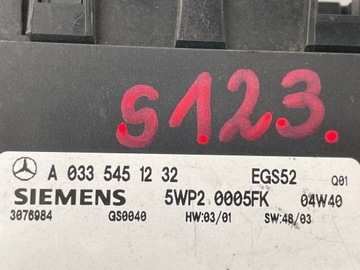 S123.
A 033 545 12 32 EGS52 Q01
SIEMENS 5WP2 0005FK 04W40
3076984 GS0040 HW:03/01 SW:48/03